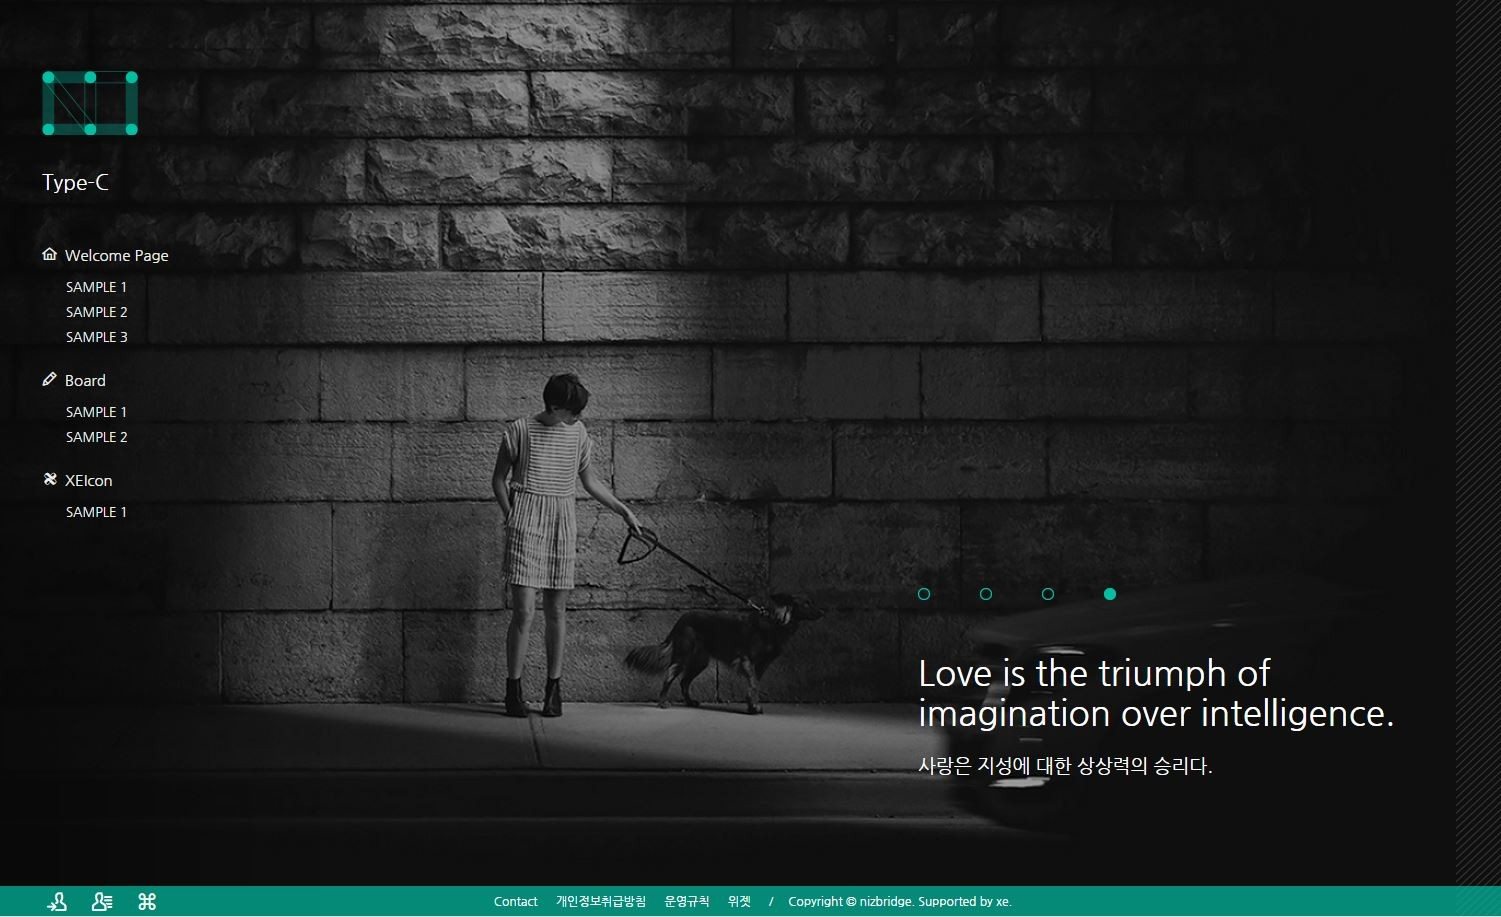 Type-C
Welcome Page
SAMPLE 1
SAMPLE 2
SAMPLE 3
Board
SAMPLE 1
SAMPLE 2
XEIcon
SAMPLE 1
Love is the triumph of
imagination over intelligence.
사랑은 지성에 대한 상상력의 승리다.
Contact 개인정보취급방침 운영규칙 위젯 / Copyright © nizbridge. Supported by xe.